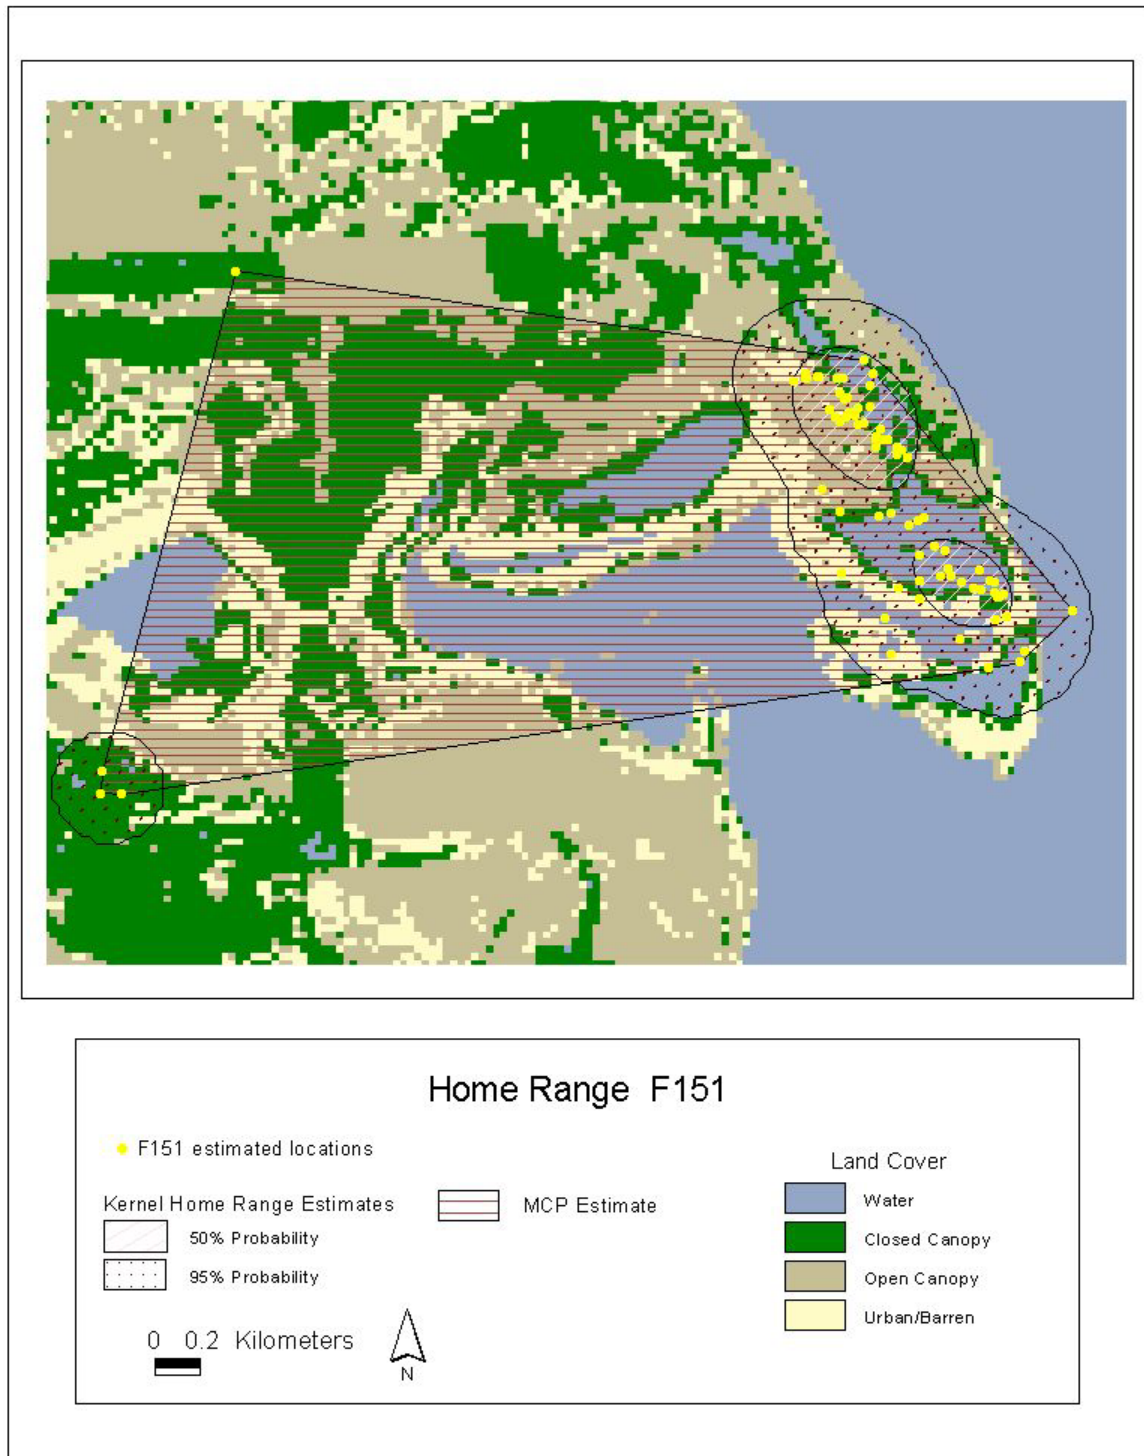 Home Range F151
F151 estimated locations
Kernel Home Range Estimates
50% Probability
95% Probability
MCP Estimate
0 0.2 Kilometers
N
Land Cover
Water
Closed Canopy
Open Canopy
Urban/Barren